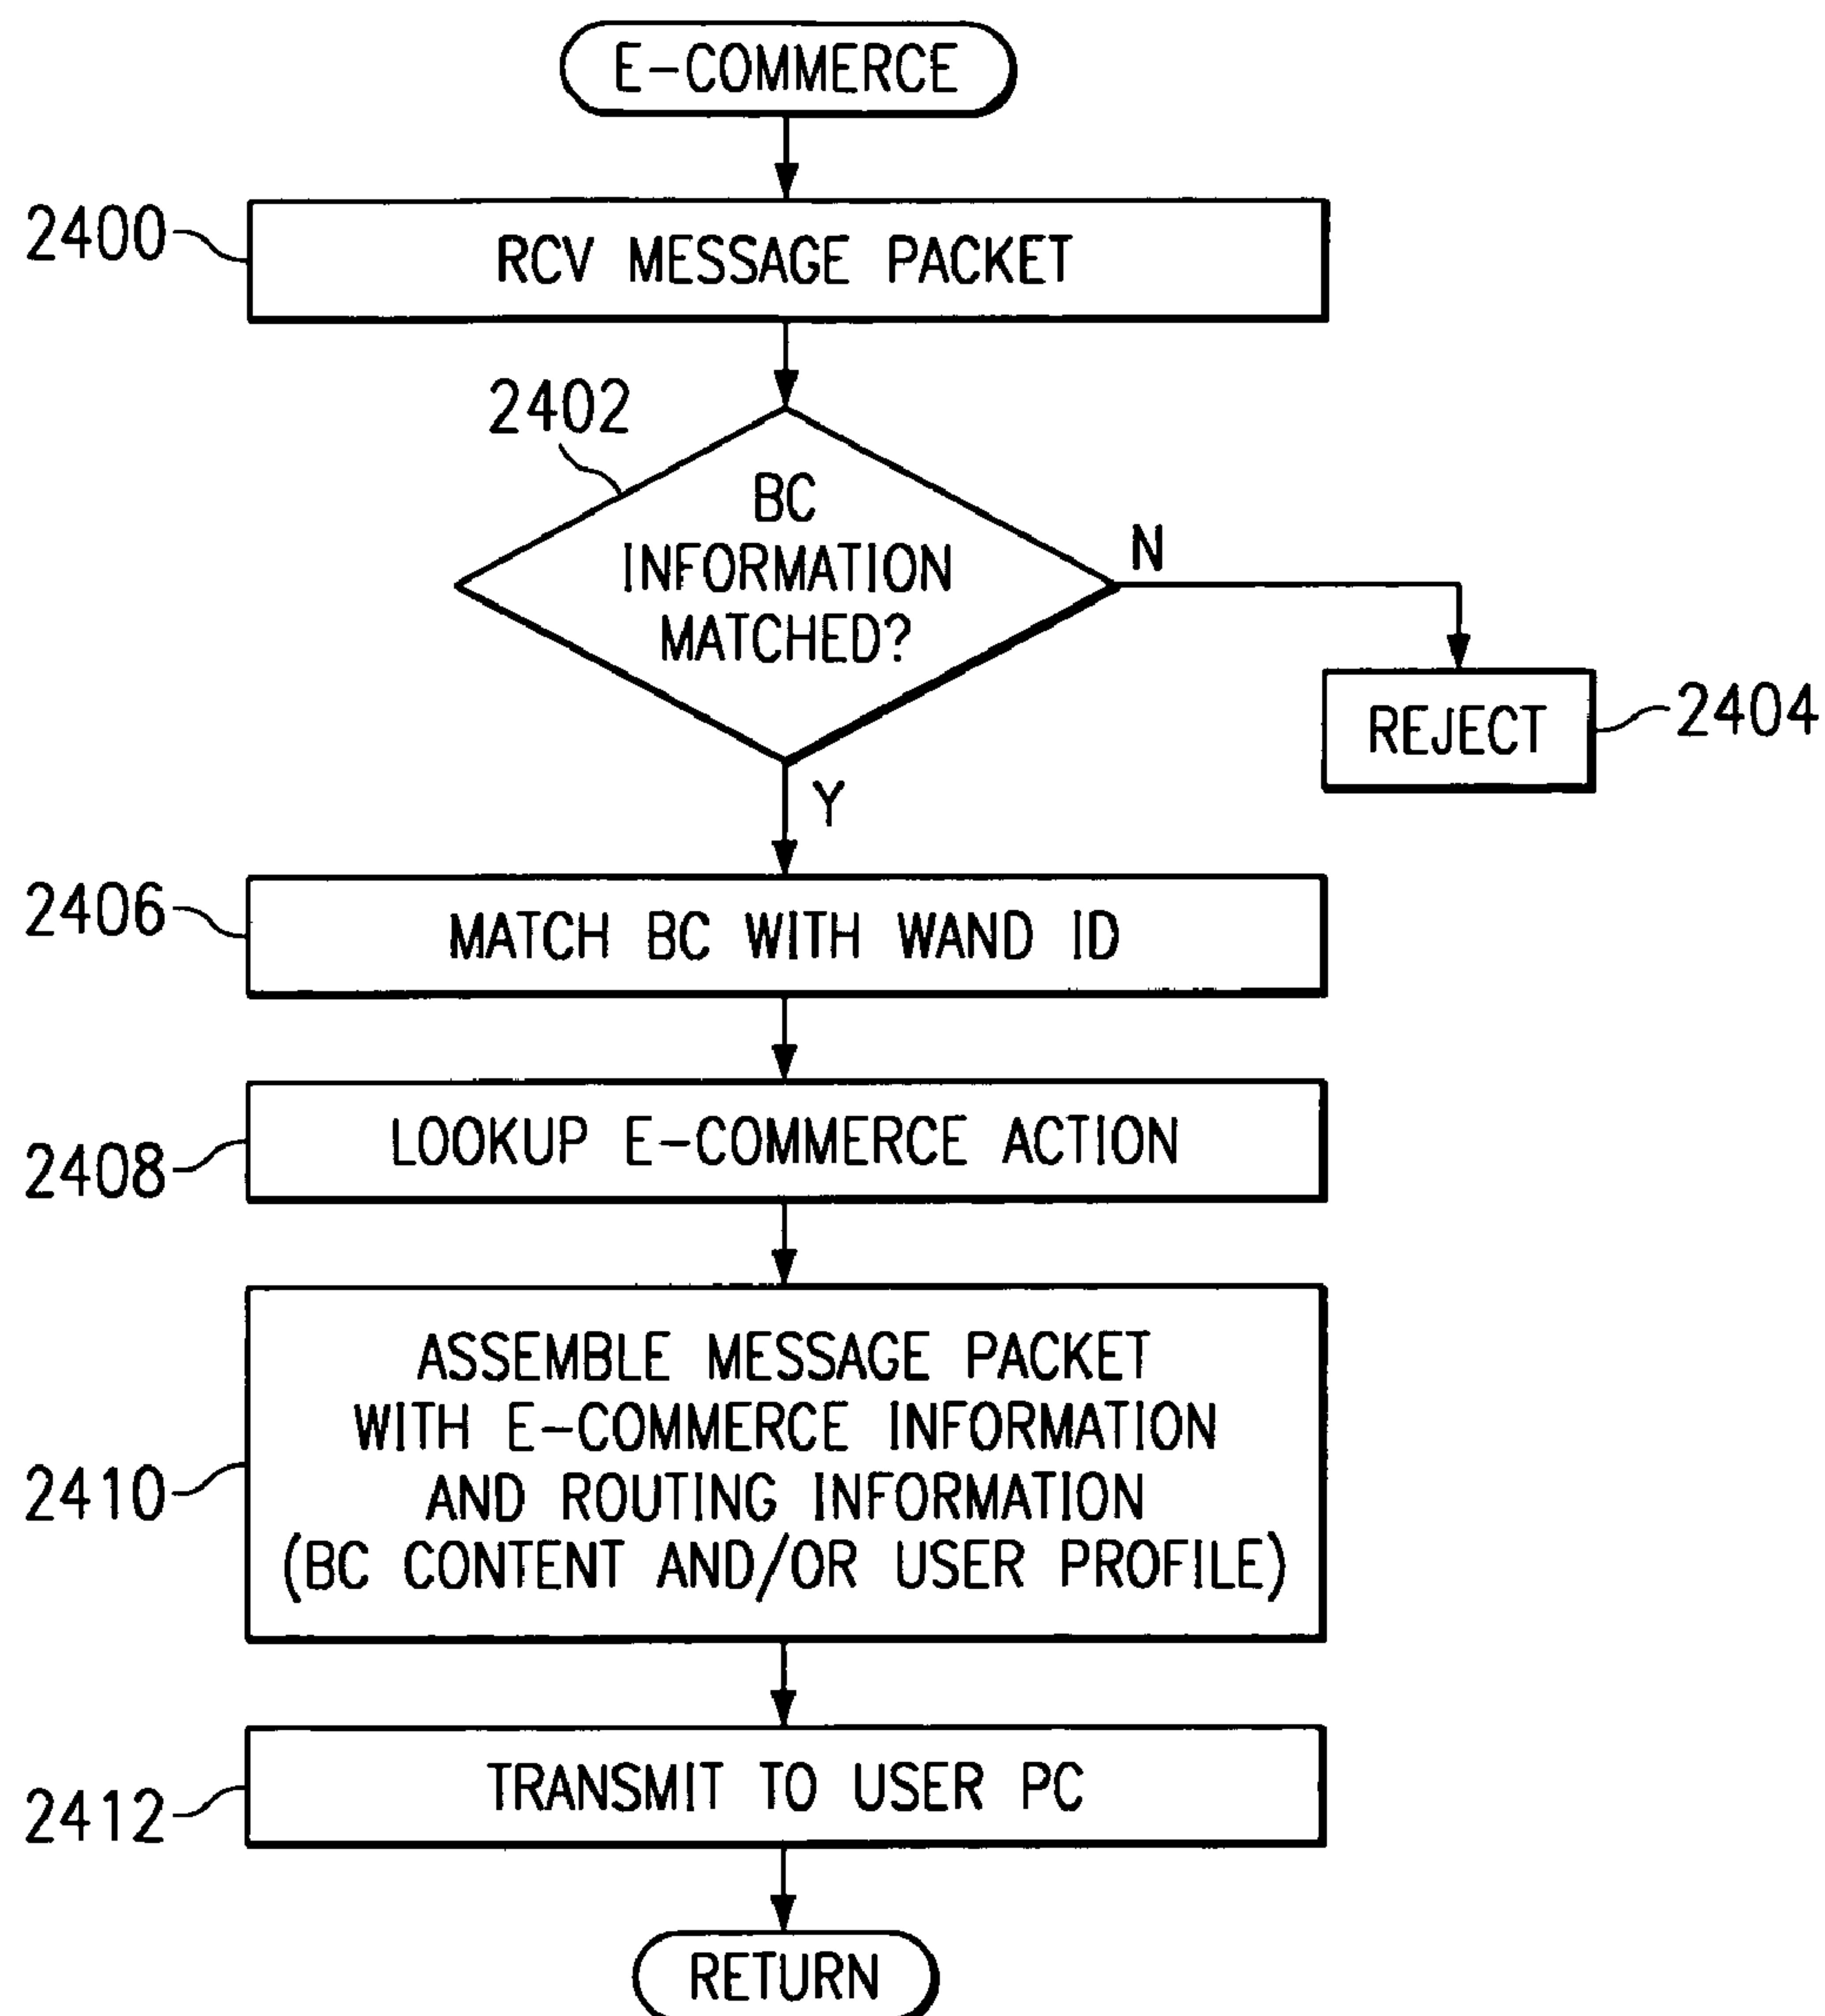 E-COMMERCE
2400
RCV MESSAGE PACKET
2402
BC
INFORMATION
MATCHED?
N
REJECT
2404
Y
2406
MATCH BC WITH WAND ID
LOOKUP E-COMMERCE ACTION
2408
ASSEMBLE MESSAGE PACKET
WITH E-COMMERCE INFORMATION
AND ROUTING INFORMATION
(BC CONTENT AND/OR USER PROFILE)
2410
TRANSMIT TO USER PC
2412
RETURN